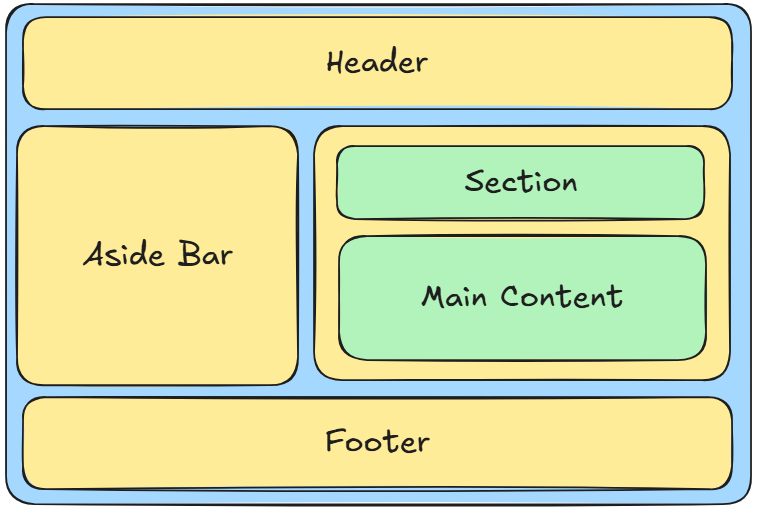 Header
Aside Bar
Section
Main Content
Footer